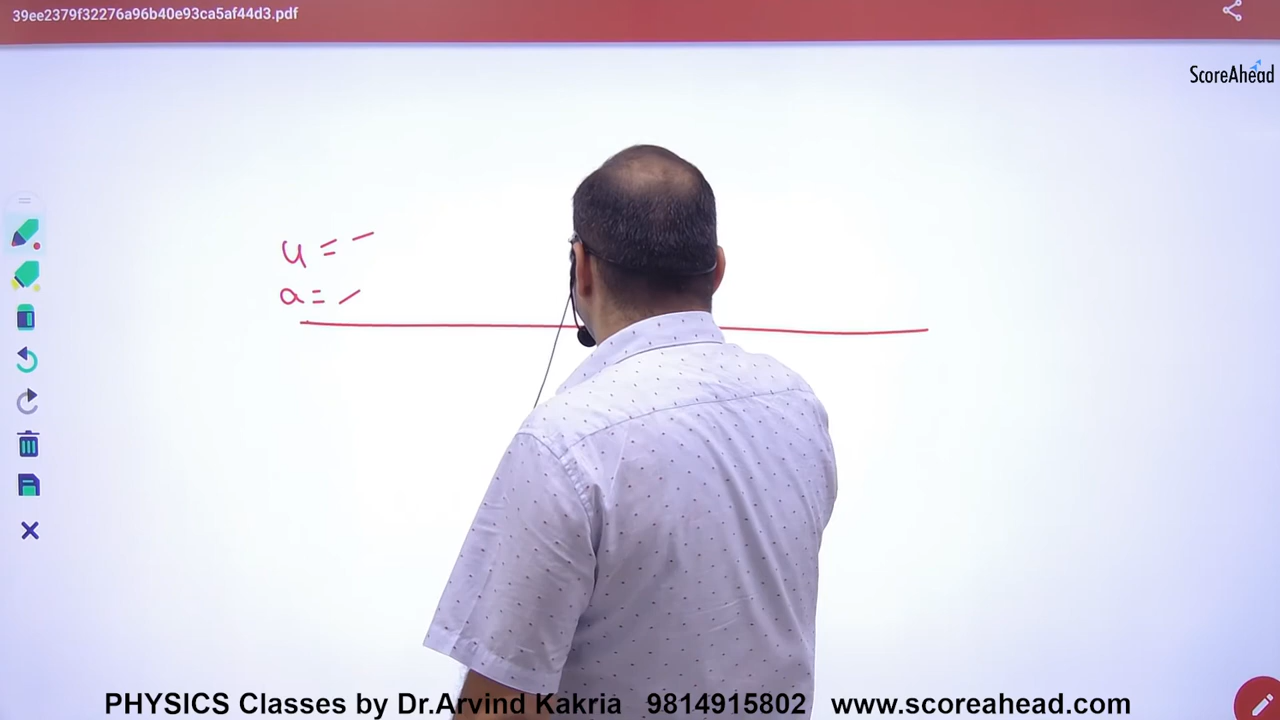 39ee2379f32276a96b40e93ca5af44d3.pdf
ScoreAhead
u = –
a = –
PHYSICS Classes by Dr.Arvind Kakria 9814915802 www.scoreahead.com